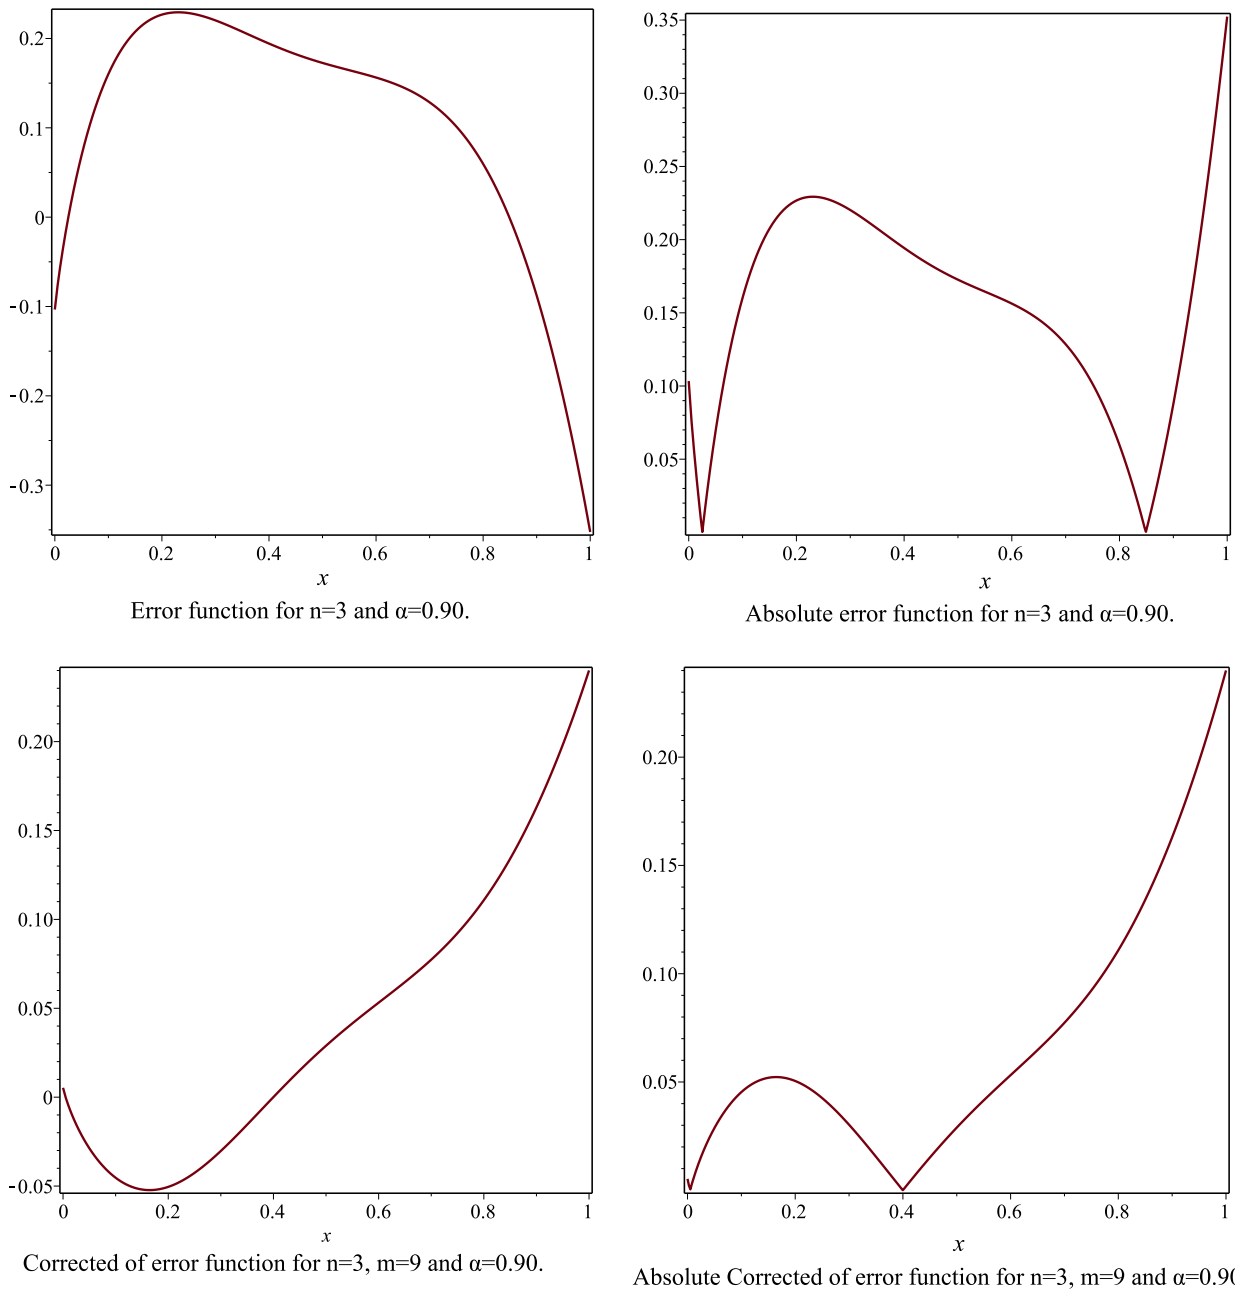 0.2
0.1
0
-0.1
-0.2
-0.3
0 0.2 0.4 0.6 0.8 1
x
Error function for n=3 and α=0.90.
0.35
0.30
0.25
0.20
0.15
0.10
0.05
0 0.2 0.4 0.6 0.8 1
x
Absolute error function for n=3 and α=0.90.
0.20
0.15
0.10
0.05
0
-0.05
0 0.2 0.4 0.6 0.8 1
x
Corrected of error function for n=3, m=9 and α=0.90.
0.20
0.15
0.10
0.05
0 0.2 0.4 0.6 0.8 1
x
Absolute Corrected of error function for n=3, m=9 and α=0.90